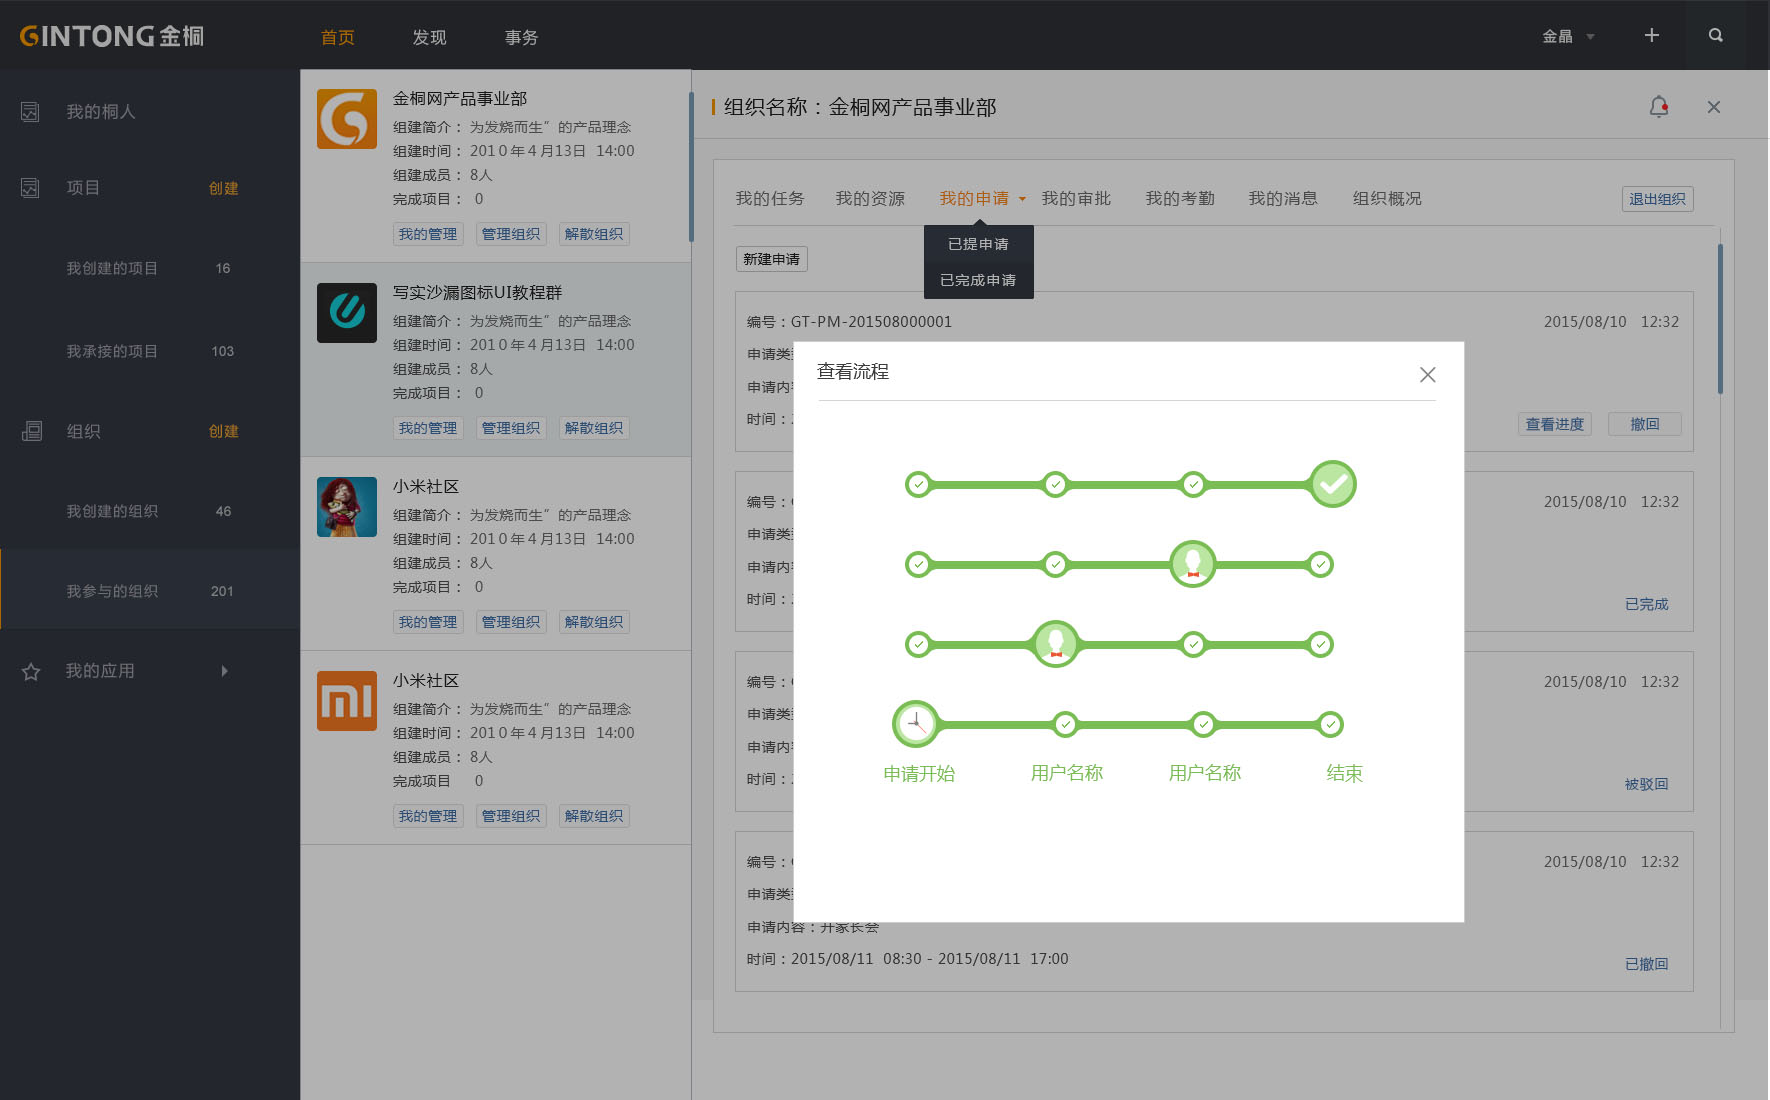 GINTONG金桐
首页
发现
事务
金晶
我的桐人
项目
创建
我创建的项目
16
我承接的项目
103
组织
创建
我创建的组织
46
我参与的组织
201
我的应用
金桐网产品事业部
组建简介： 为发烧而生”的产品理念
组建时间： 2010年4月13日 14:00
组建成员： 8人
完成项目： 0
我的管理
管理组织
解散组织
写实沙漏图标UI教程群
组建简介： 为发烧而生”的产品理念
组建时间： 2010年4月13日 14:00
组建成员： 8人
完成项目： 0
我的管理
管理组织
解散组织
小米社区
组建简介： 为发烧而生”的产品理念
组建时间： 2010年4月13日 14:00
组建成员： 8人
完成项目： 0
我的管理
管理组织
解散组织
mi
小米社区
组建简介： 为发烧而生”的产品理念
组建时间： 2010年4月13日 14:00
组建成员： 8人
完成项目 0
我的管理
管理组织
解散组织
组织名称：金桐网产品事业部
我的任务
我的资源
我的申请
我的审批
我的考勤
我的消息
组织概况
退出组织
已提申请
已完成申请
新建申请
编号：GT-PM-201508000001
2015/08/10 12:32
申请类
申请内
时间：
查看进度
撤回
编号：
2015/08/10 12:32
申请类
申请内
时间：
已完成
编号：
2015/08/10 12:32
申请类
申请内
时间：
被驳回
编号：
2015/08/10 12:32
申请类
申请内容：开家长会
时间：2015/08/11 08:30 - 2015/08/11 17:00
已撤回
查看流程
申请开始
用户名称
用户名称
结束